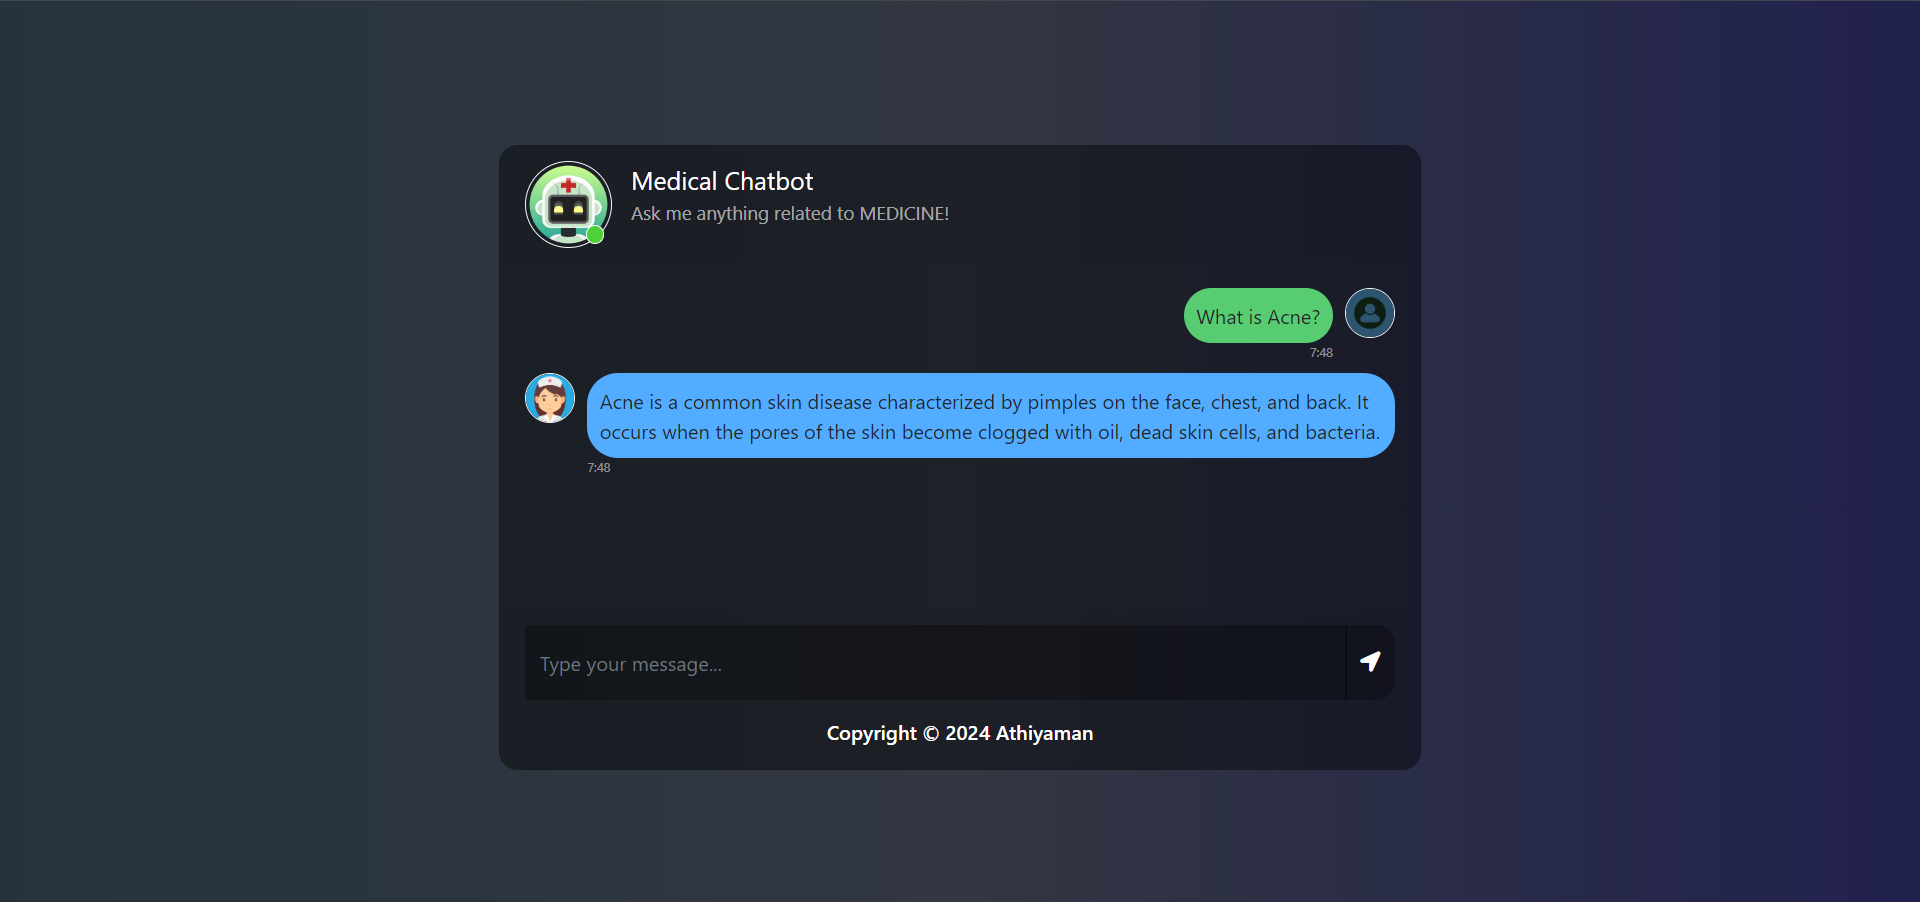 Medical Chatbot
Ask me anything related to MEDICINE!
What is Acne?
7:48
Acne is a common skin disease characterized by pimples on the face, chest, and back. It
occurs when the pores of the skin become clogged with oil, dead skin cells, and bacteria.
7:48
Type your message...
Copyright © 2024 Athiyaman